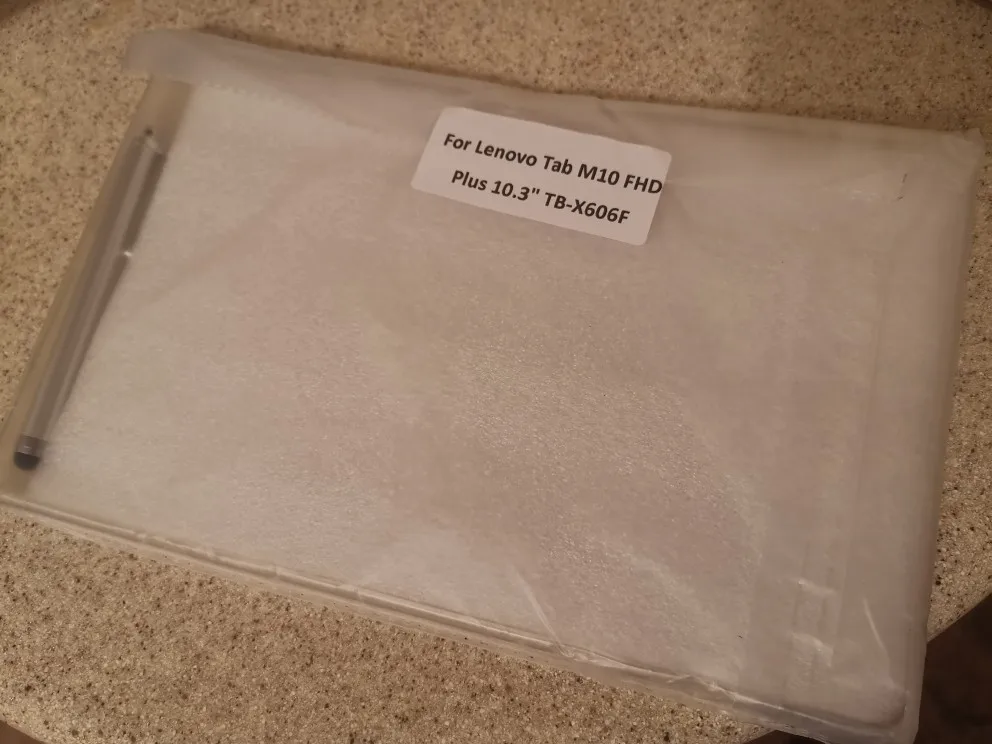 For Lenovo Tab M10 FHD
Plus 10.3" TB-X606F